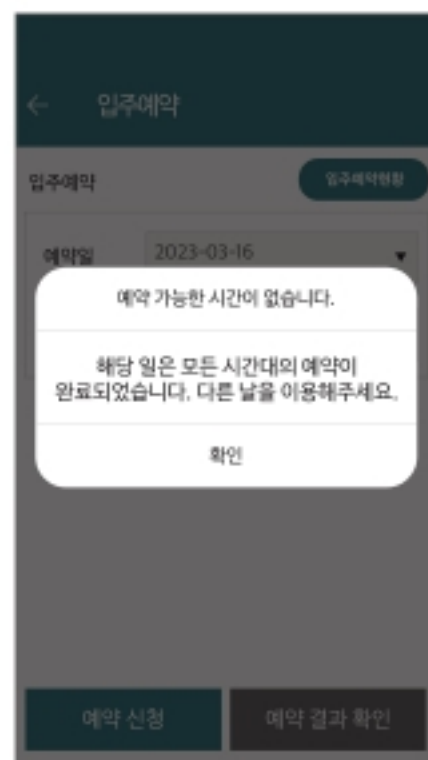 입주예약
입주예약
입주예약현황
예약일
2023-03-16
예약 가능한 시간이 없습니다.
해당 일은 모든 시간대의 예약이
완료되었습니다. 다른 날을 이용해주세요.
확인
예약 신청
예약 결과 확인